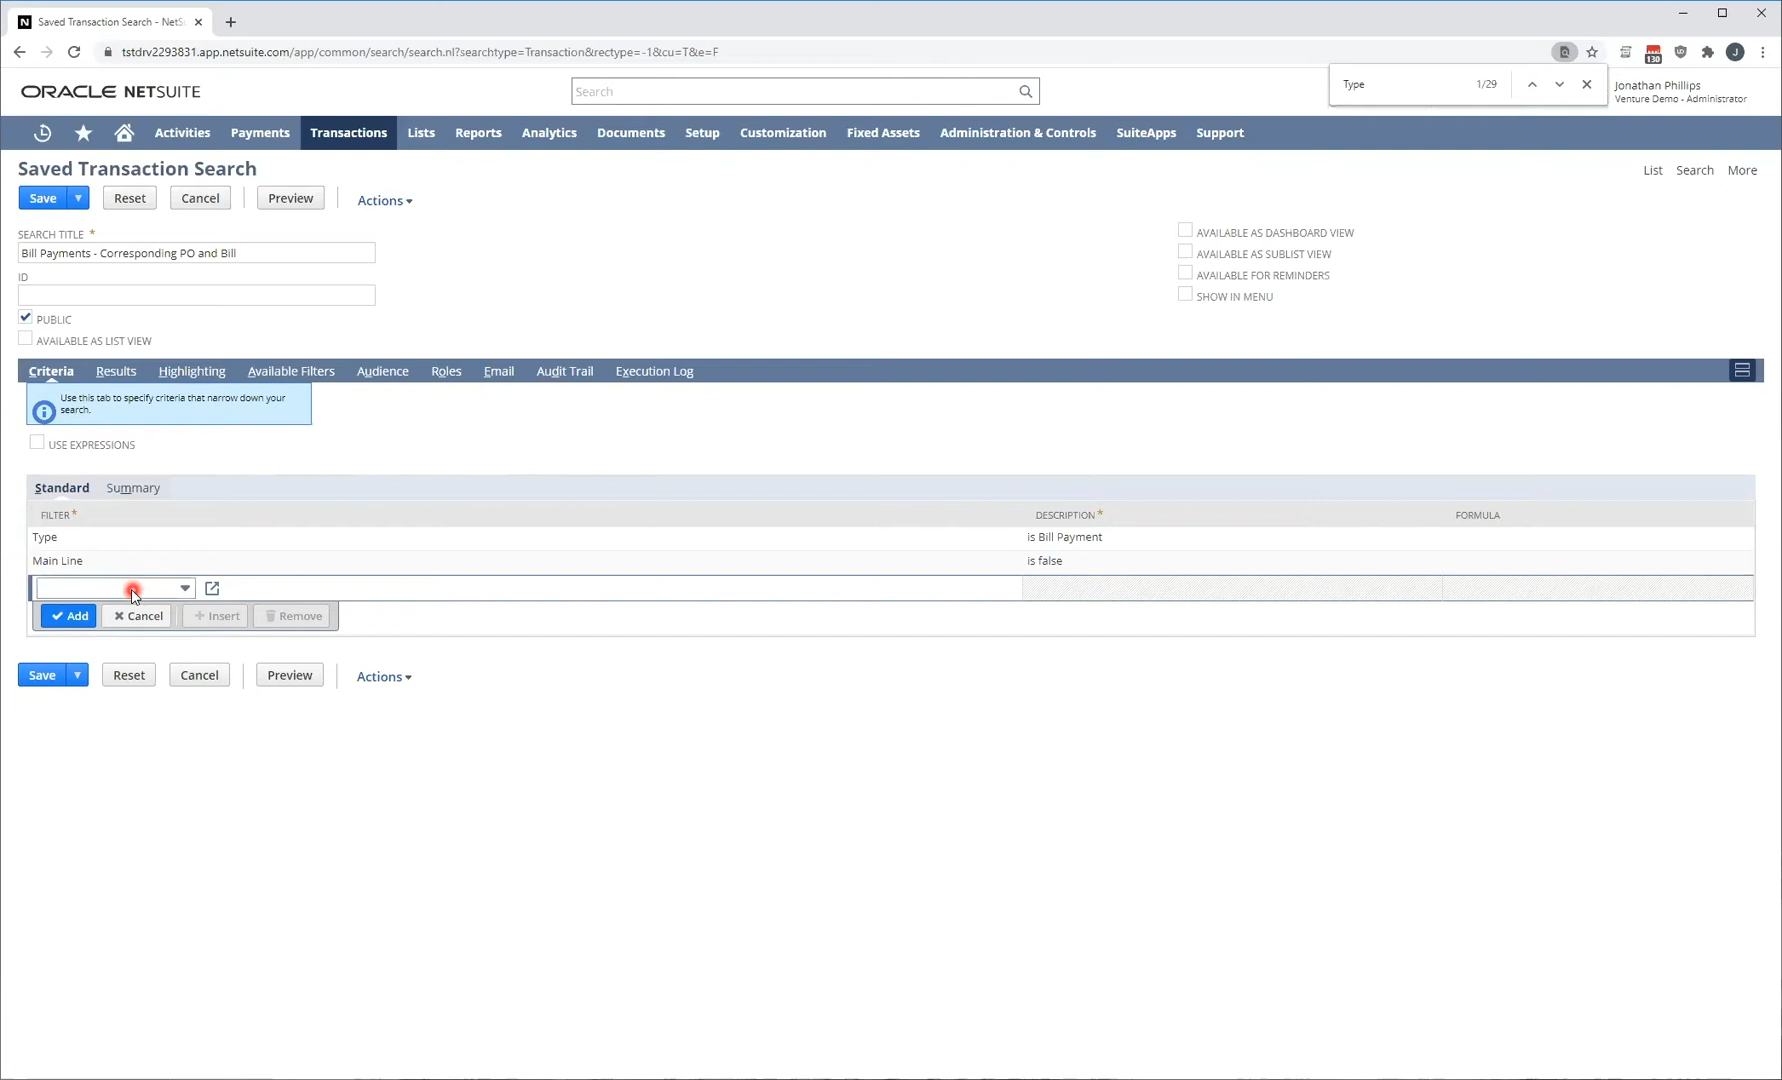 Saved Transaction Search - NetS
tstdrv2293831.app.netsuite.com/app/common/search/search.nl?searchtype=Transaction&rectype=-1&cu=T&e=F
130
J
Type 1/29
ORACLE NETSUITE
Search
Jonathan Phillips
Venture Demo - Administrator
Activities Payments Transactions Lists Reports Analytics Documents Setup Customization Fixed Assets Administration & Controls SuiteApps Support
Saved Transaction Search
List Search More
Save Reset Cancel Preview Actions
SEARCH TITLE *
Bill Payments - Corresponding PO and Bill
ID
PUBLIC
AVAILABLE AS LIST VIEW
AVAILABLE AS DASHBOARD VIEW
AVAILABLE AS SUBLIST VIEW
AVAILABLE FOR REMINDERS
SHOW IN MENU
Criteria Results Highlighting Available Filters Audience Roles Email Audit Trail Execution Log
Use this tab to specify criteria that narrow down your
search.
USE EXPRESSIONS
Standard Summary
FILTER * DESCRIPTION * FORMULA
Type is Bill Payment
Main Line is false
Add Cancel Insert Remove
Save Reset Cancel Preview Actions